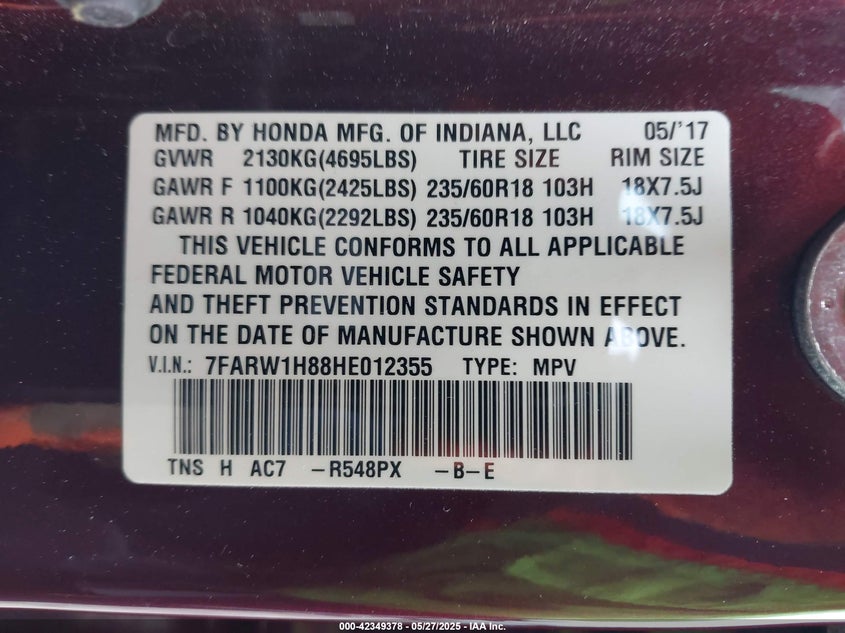 MFD. BY HONDA MFG. OF INDIANA, LLC 05/'17
GVWR 2130KG(4695LBS) TIRE SIZE RIM SIZE
GAWR F 1100KG(2425LBS) 235/60R18 103H 18X7.5J
GAWR R 1040KG(2292LBS) 235/60R18 103H 18X7.5J
THIS VEHICLE CONFORMS TO ALL APPLICABLE
FEDERAL MOTOR VEHICLE SAFETY
AND THEFT PREVENTION STANDARDS IN EFFECT
ON THE DATE OF MANUFACTURE SHOWN ABOVE.
V.I.N.: 7FARW1H88HE012355 TYPE: MPV
TNS H AC7 -R548PX -B-E
000-42349378 - 05/27/2025 - IAA Inc.